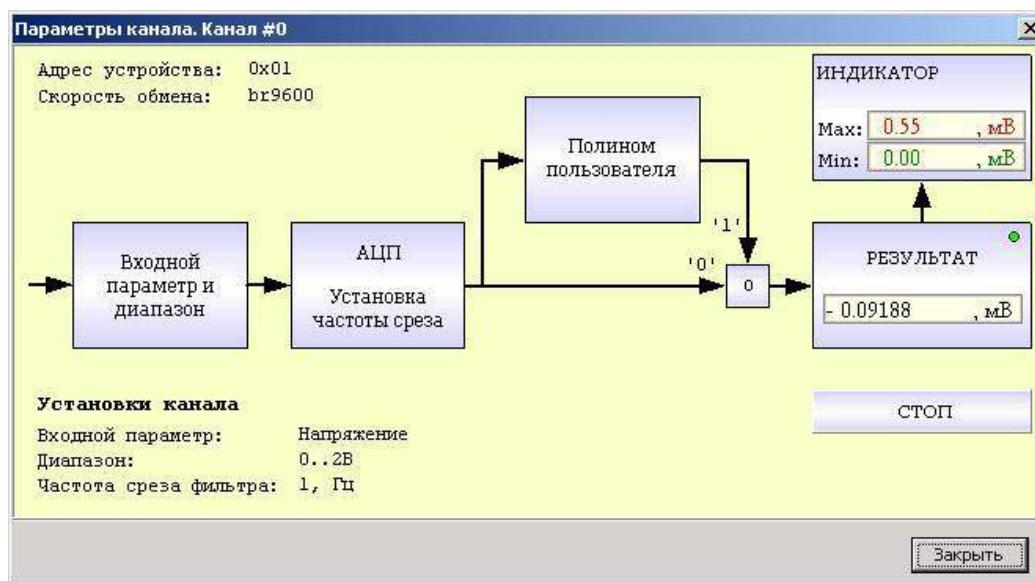 Параметры канала. Канал #0
Адрес устройства: 0x01
Скорость обмена: br9600
ИНДИКАТОР
Max: 0.55 , мВ
Min: 0.00 , мВ
Полином
пользователя
'1'
'0'
0
Входной
параметр и
диапазон
АЦП
Установка
частоты среза
РЕЗУЛЬТАТ
- 0.09188 , мВ
Установки канала
Входной параметр: Напряжение
Диапазон: 0..2В
Частота среза фильтра: 1, Гц
СТОП
Закрыть